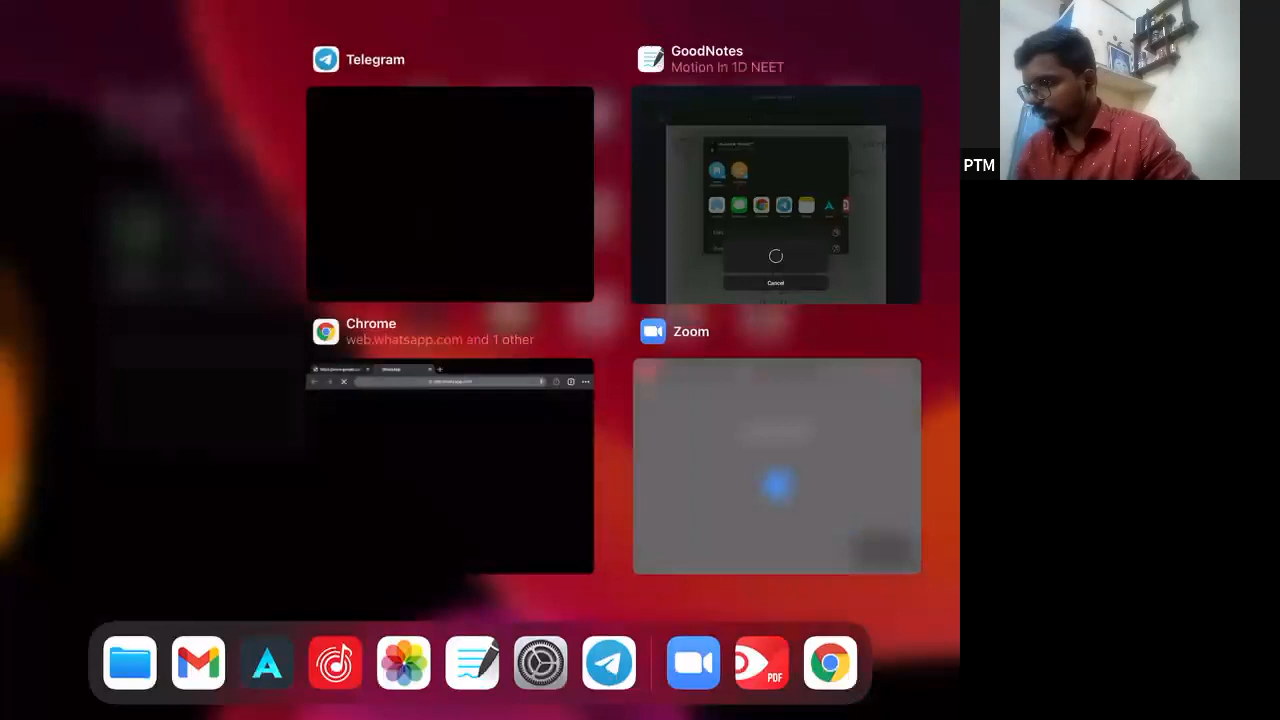 Telegram
GoodNotes
Motion In 1D NEET
Chrome
web.whatsapp.com and 1 other
Zoom
Cancel
PDF
PTM